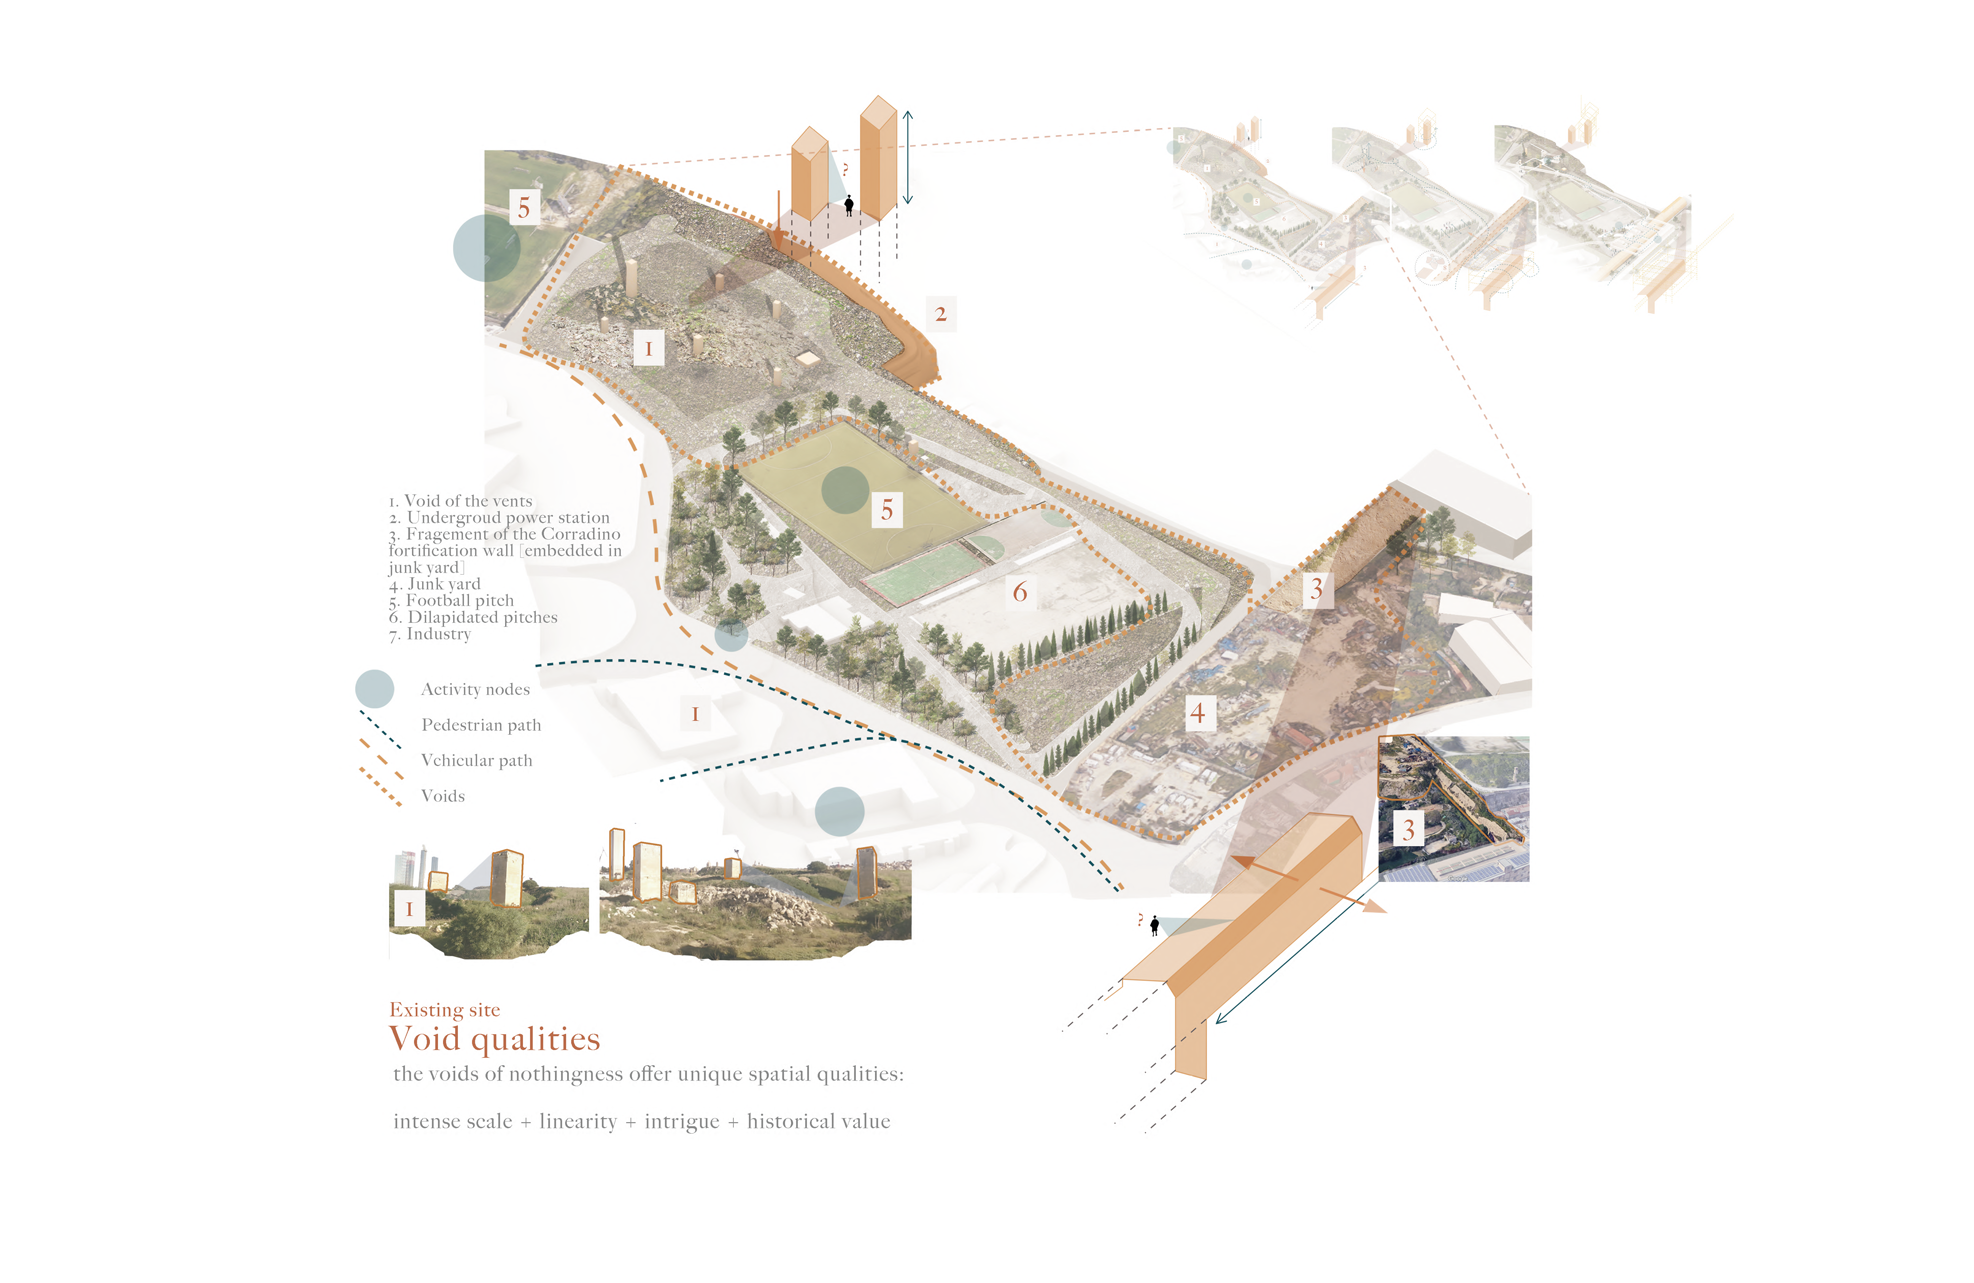 ?
5
2
1
5
6
3
1. Void of the vents
2. Undergroud power station
3. Fragement of the Corradino
fortification wall [embedded in
junk yard]
4. Junk yard
5. Football pitch
6. Dilapidated pitches
7. Industry
Activity nodes
Pedestrian path
Vehicular path
Voids
1
4
3
1
?
Existing site
Void qualities
the voids of nothingness offer unique spatial qualities:
intense scale + linearity + intrigue + historical value